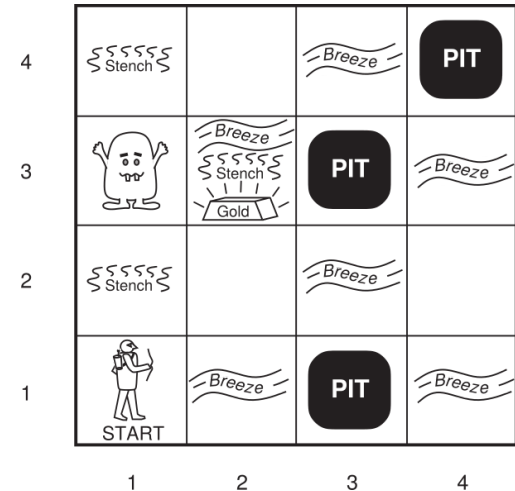 4
Stench
Breeze
PIT
3
Breeze
Stench
Gold
PIT
Breeze
2
Stench
Breeze
1
START
Breeze
PIT
Breeze
1 2 3 4